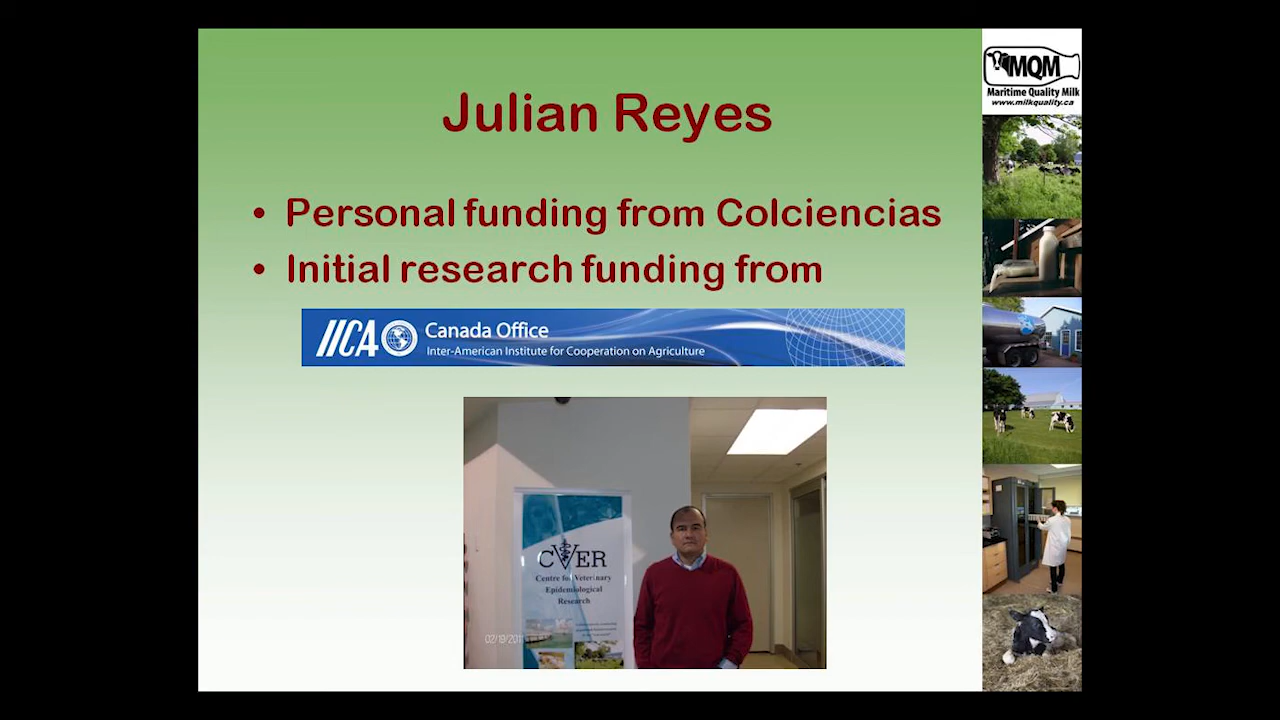 Julian Reyes
• Personal funding from Colciencias
• Initial research funding from
IICA
Canada Office
Inter-American Institute for Cooperation on Agriculture
CVER
Centre for Veterinary
Epidemiological
Research
MQM
Maritime Quality Milk
www.milkquality.ca